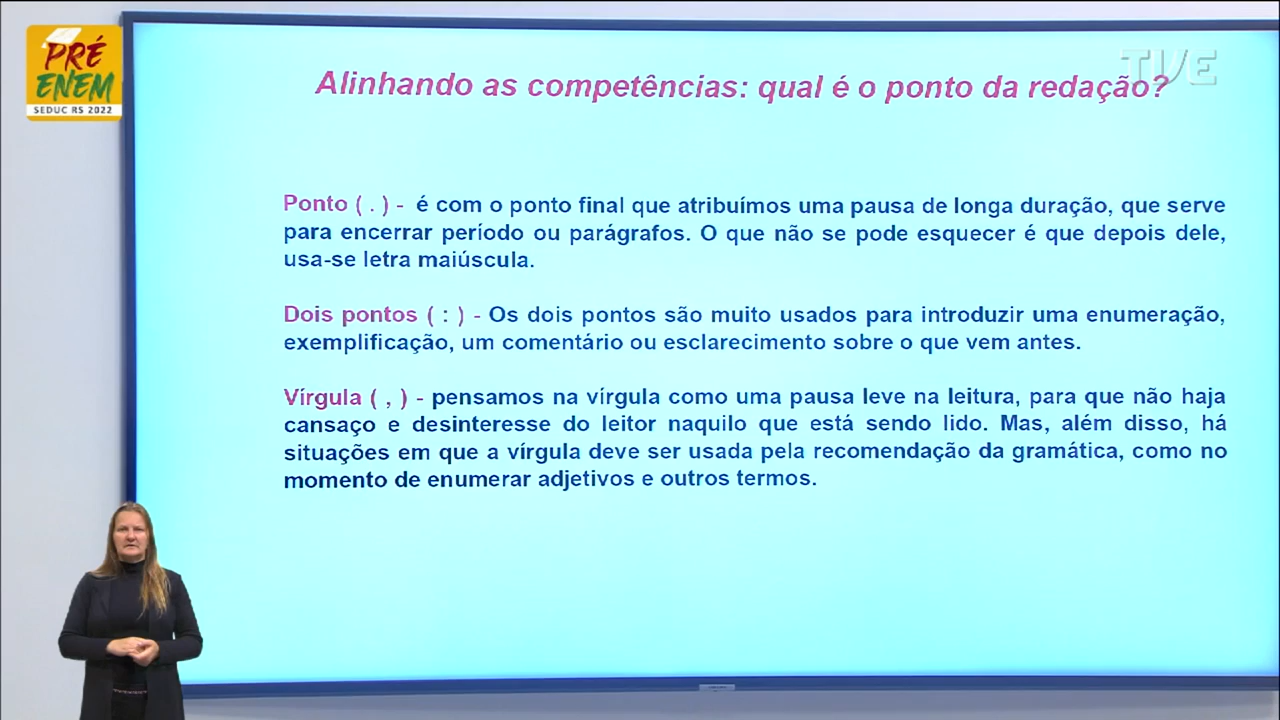 PRÉ
ENEM
SEDUC RS 2022
TVE
Alinhando as competências: qual é o ponto da redação?
Ponto ( . ) - é com o ponto final que atribuímos uma pausa de longa duração, que serve
para encerrar período ou parágrafos. O que não se pode esquecer é que depois dele,
usa-se letra maiúscula.
Dois pontos ( : ) - Os dois pontos são muito usados para introduzir uma enumeração,
exemplificação, um comentário ou esclarecimento sobre o que vem antes.
Vírgula ( , ) - pensamos na vírgula como uma pausa leve na leitura, para que não haja
cansaço e desinteresse do leitor naquilo que está sendo lido. Mas, além disso, há
situações em que a vírgula deve ser usada pela recomendação da gramática, como no
momento de enumerar adjetivos e outros termos.